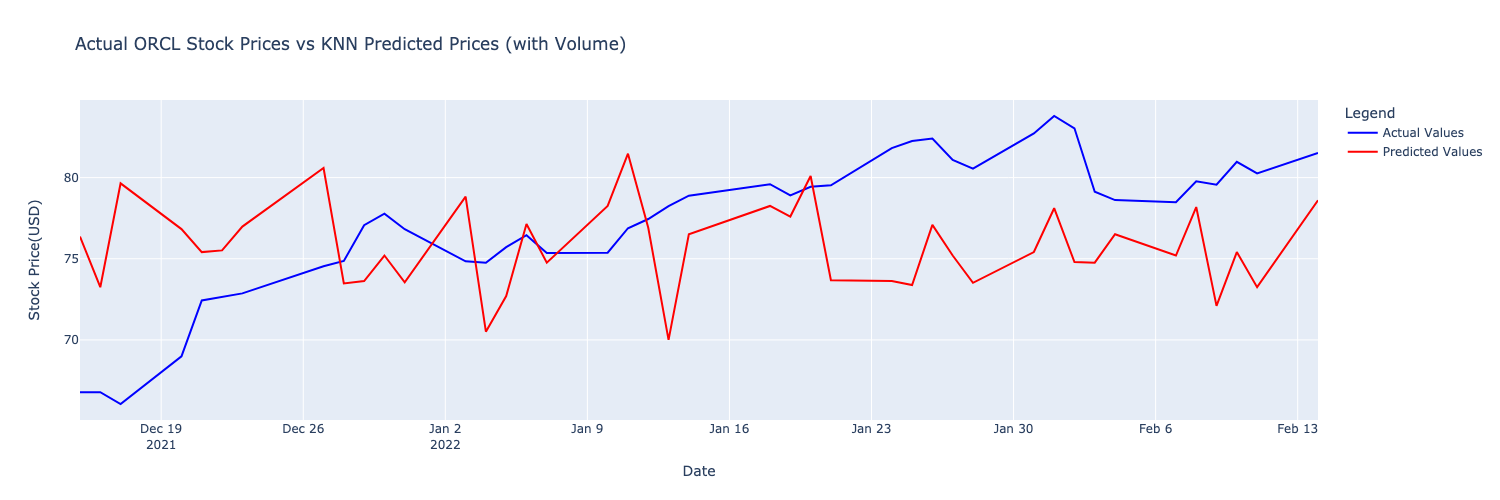 Actual ORCL Stock Prices vs KNN Predicted Prices (with Volume)
Legend
Actual Values
Predicted Values
Stock Price(USD)
80
75
70
Dec 19
2021
Dec 26
Jan 2
2022
Jan 9
Jan 16
Jan 23
Jan 30
Feb 6
Feb 13
Date